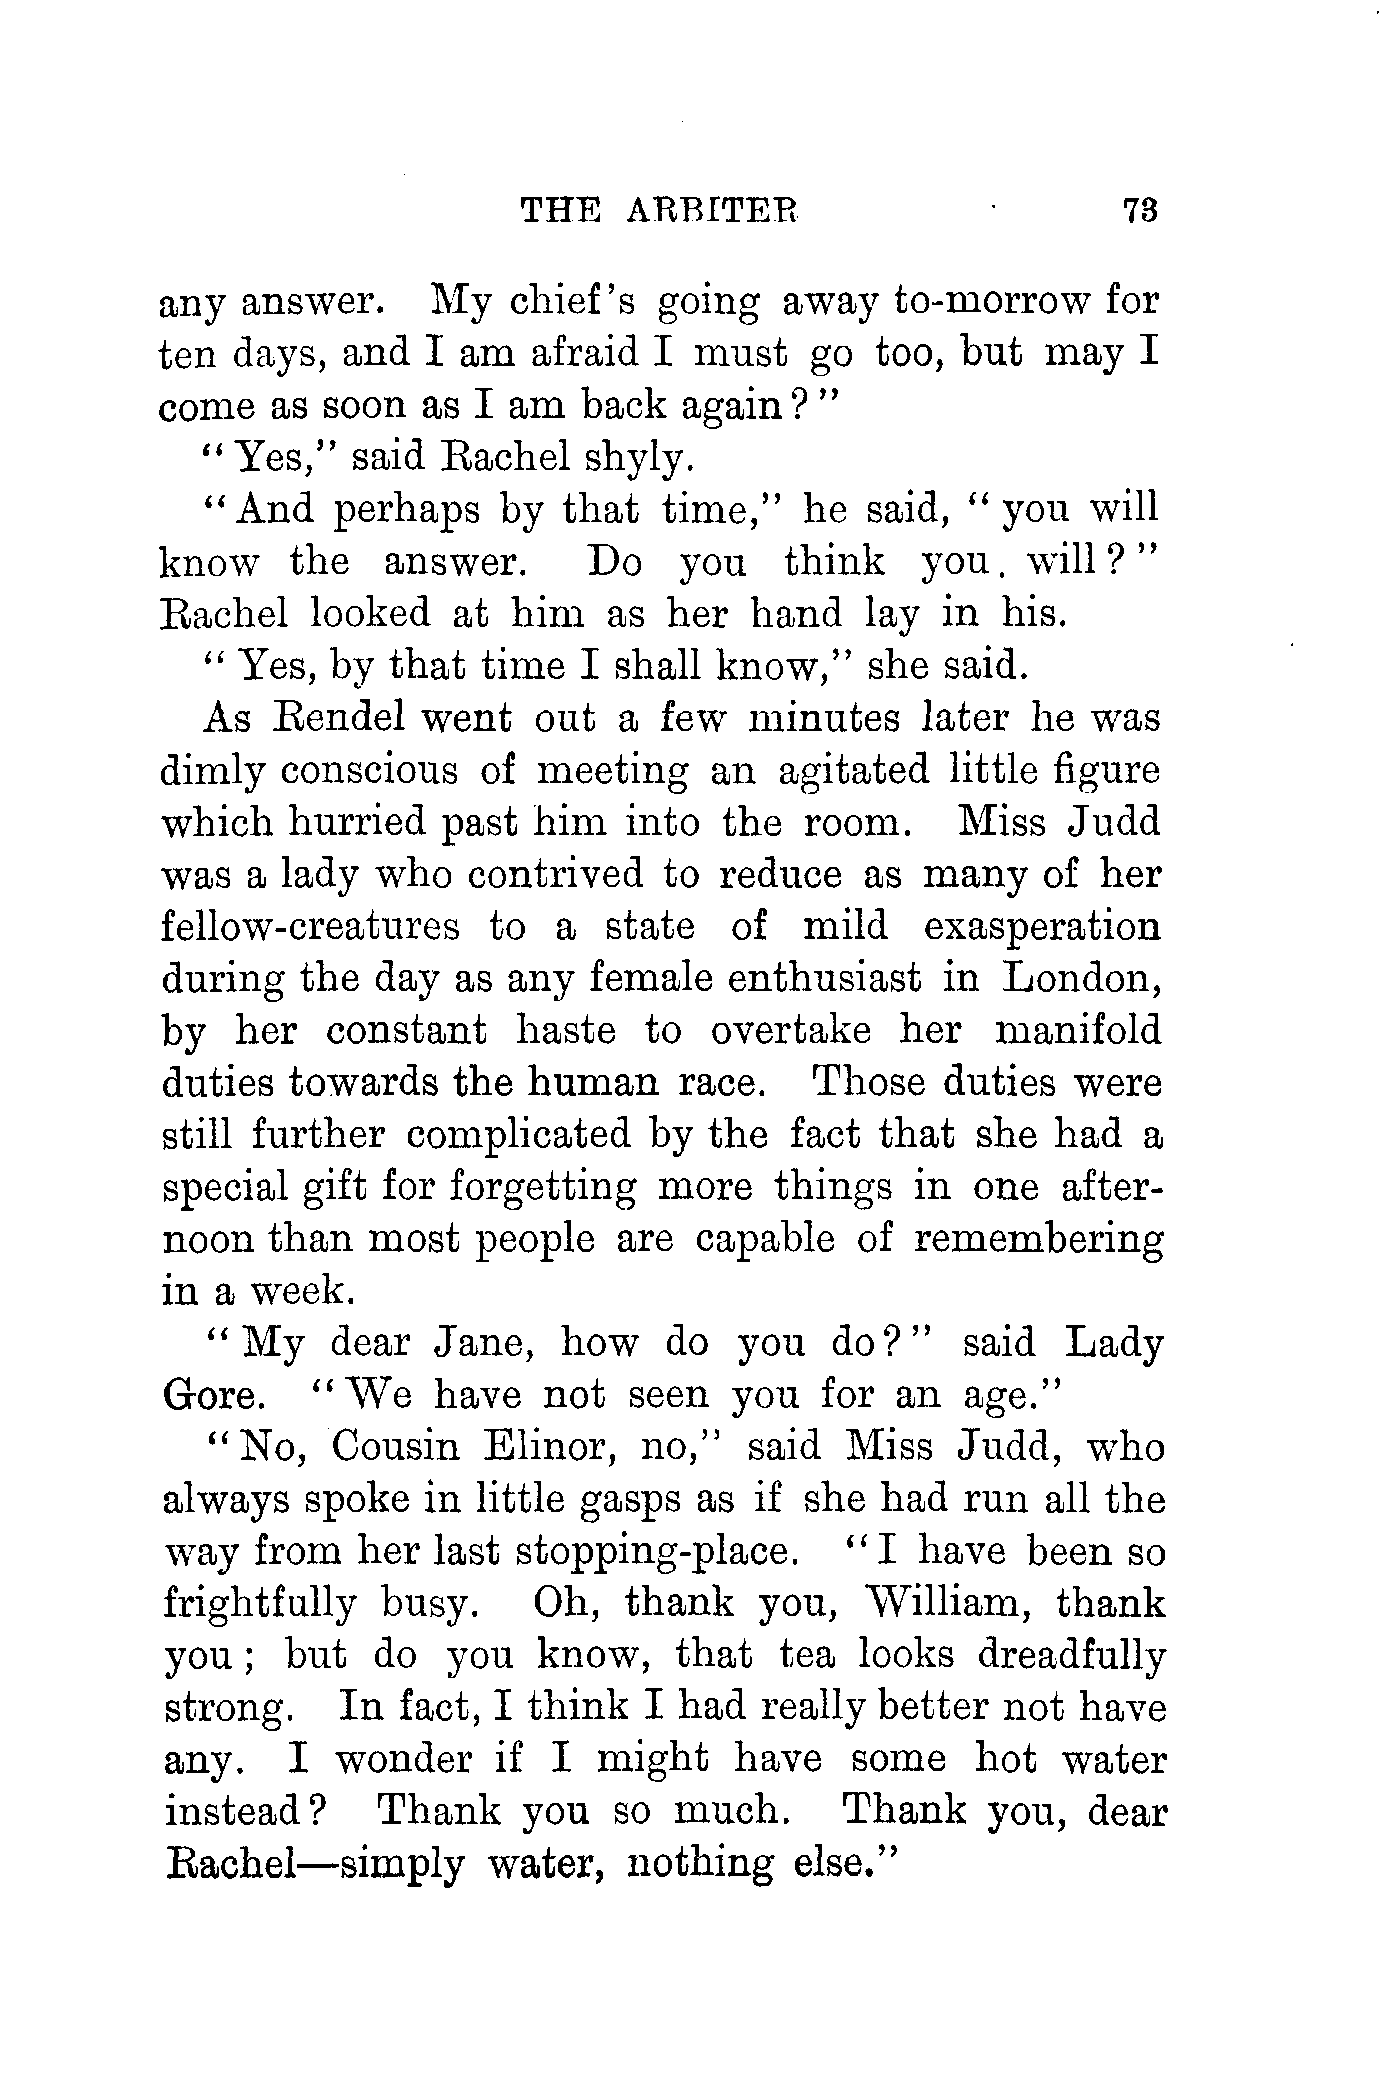 THE ARBITER 73
any answer. My chief's going away to-morrow for
ten days, and I am afraid I must go too, but may I
come as soon as I am back again?"
"Yes," said Rachel shyly.
"And perhaps by that time," he said, "you will
know the answer. Do you think you. will?"
Rachel looked at him as her hand lay in his.
"Yes, by that time I shall know," she said.
As Rendel went out a few minutes later he was
dimly conscious of meeting an agitated little figure
which hurried past him into the room. Miss Judd
was a lady who contrived to reduce as many of her
fellow-creatures to a state of mild exasperation
during the day as any female enthusiast in London,
by her constant haste to overtake her manifold
duties towards the human race. Those duties were
still further complicated by the fact that she had a
special gift for forgetting more things in one after-
noon than most people are capable of remembering
in a week.
"My dear Jane, how do you do?" said Lady
Gore. "We have not seen you for an age."
"No, Cousin Elinor, no," said Miss Judd, who
always spoke in little gasps as if she had run all the
way from her last stopping-place. "I have been so
frightfully busy. Oh, thank you, William, thank
you; but do you know, that tea looks dreadfully
strong. In fact, I think I had really better not have
any. I wonder if I might have some hot water
instead? Thank you so much. Thank you, dear
Rachel—simply water, nothing else."